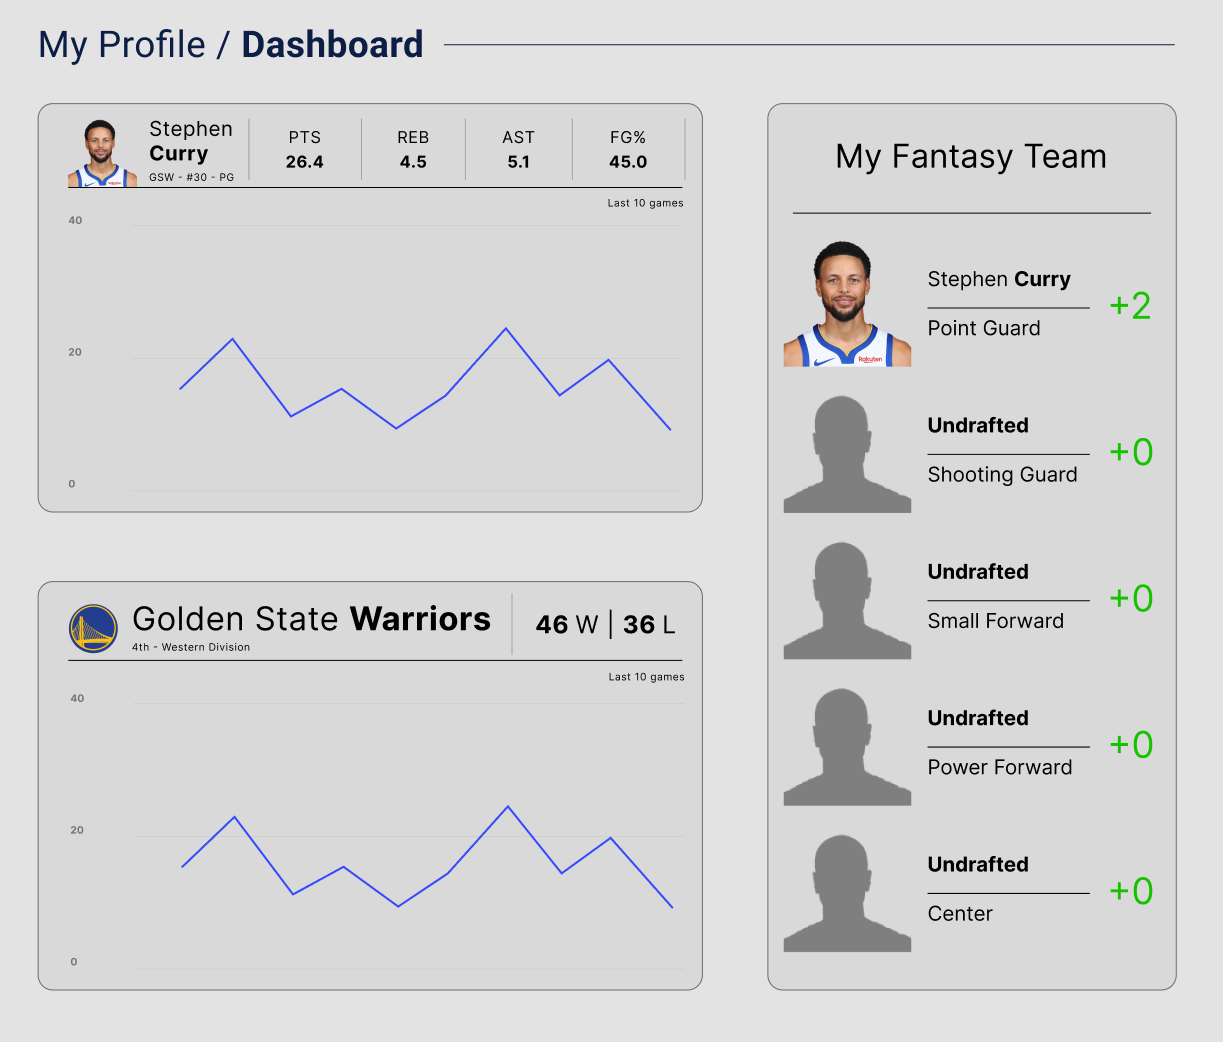 My Profile / Dashboard
Stephen
Curry
GSW - #30 - PG
PTS
26.4
REB
4.5
AST
5.1
FG%
45.0
Last 10 games
40
20
0
Golden State Warriors
4th - Western Division
46 W | 36 L
Last 10 games
40
20
0
My Fantasy Team
Rakuten
Stephen Curry
Point Guard
+2
Undrafted
Shooting Guard
+0
Undrafted
Small Forward
+0
Undrafted
Power Forward
+0
Undrafted
Center
+0